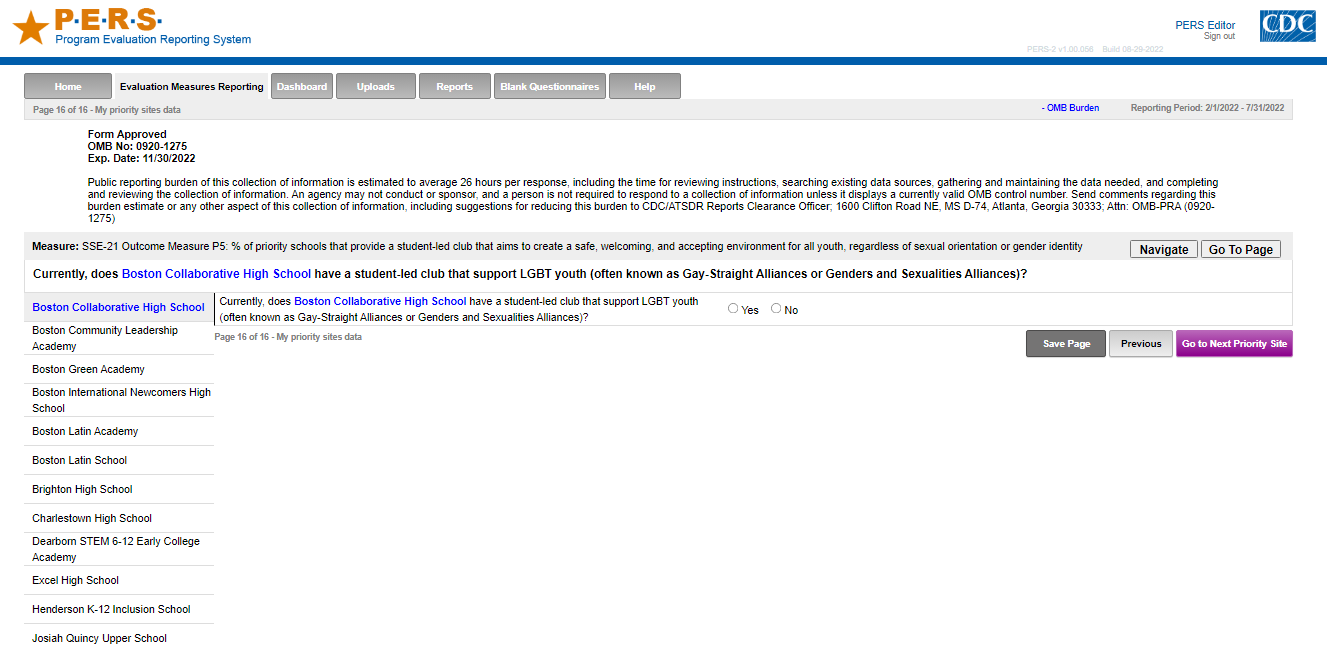 P·E·R·S·
Program Evaluation Reporting System
PERS Editor
Sign out
CDC
PERS-2 v1.00.056 Build 08-29-2022
Home Evaluation Measures Reporting Dashboard Uploads Reports Blank Questionnaires Help
Page 16 of 16 - My priority sites data - OMB Burden Reporting Period: 2/1/2022 - 7/31/2022
Form Approved
OMB No: 0920-1275
Exp. Date: 11/30/2022
Public reporting burden of this collection of information is estimated to average 26 hours per response, including the time for reviewing instructions, searching existing data sources, gathering and maintaining the data needed, and completing
and reviewing the collection of information. An agency may not conduct or sponsor, and a person is not required to respond to a collection of information unless it displays a currently valid OMB control number. Send comments regarding this
burden estimate or any other aspect of this collection of information, including suggestions for reducing this burden to CDC/ATSDR Reports Clearance Officer; 1600 Clifton Road NE, MS D-74, Atlanta, Georgia 30333; Attn: OMB-PRA (0920-
1275)
Measure: SSE-21 Outcome Measure P5: % of priority schools that provide a student-led club that aims to create a safe, welcoming, and accepting environment for all youth, regardless of sexual orientation or gender identity Navigate Go To Page
Currently, does Boston Collaborative High School have a student-led club that support LGBT youth (often known as Gay-Straight Alliances or Genders and Sexualities Alliances)?
Boston Collaborative High School
Currently, does Boston Collaborative High School have a student-led club that support LGBT youth
(often known as Gay-Straight Alliances or Genders and Sexualities Alliances)?
Yes No
Page 16 of 16 - My priority sites data
Save Page Previous Go to Next Priority Site
Boston Community Leadership
Academy
Boston Green Academy
Boston International Newcomers High
School
Boston Latin Academy
Boston Latin School
Brighton High School
Charlestown High School
Dearborn STEM 6-12 Early College
Academy
Excel High School
Henderson K-12 Inclusion School
Josiah Quincy Upper School